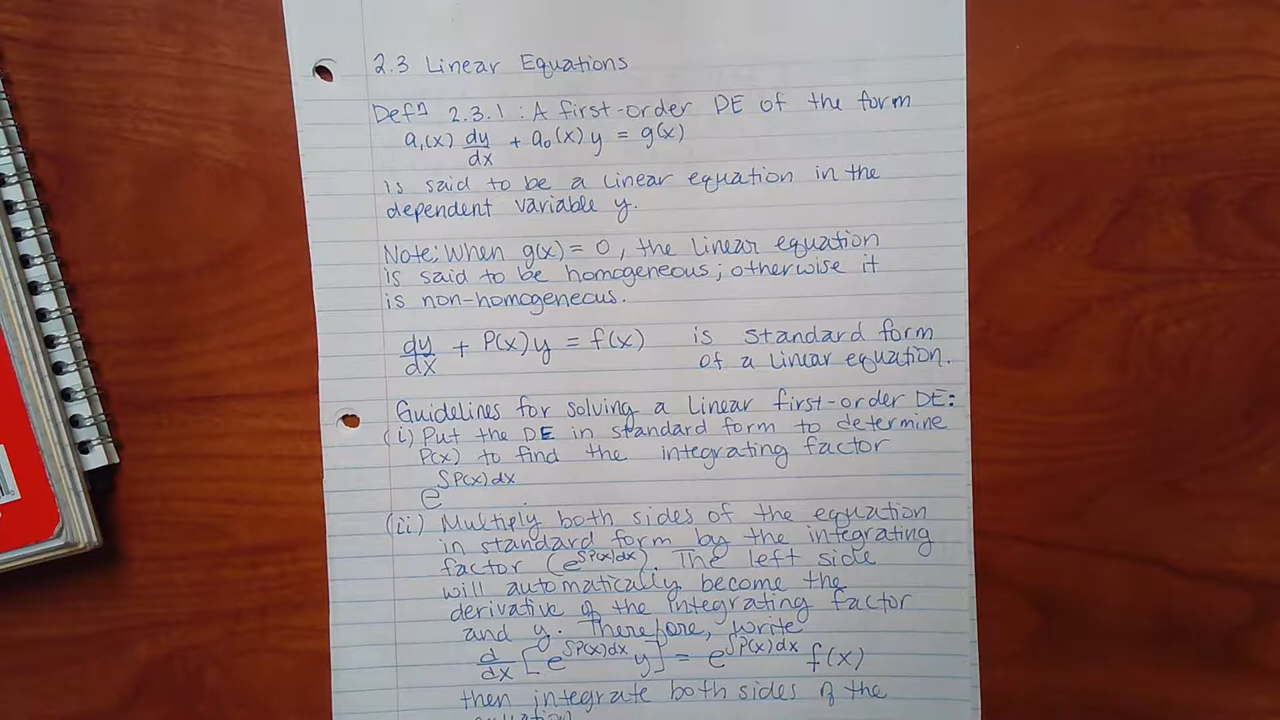 2.3 Linear Equations
Defⁿ 2.3.1: A first-order DE of the form
a₁(x) dy/dx + a₀(x) y = g(x)
is said to be a linear equation in the
dependent variable y.
Note: When g(x) = 0, the linear equation
is said to be homogeneous; otherwise it
is non-homogeneous.
dy/dx + P(x)y = f(x) is standard form
of a linear equation.
Guidelines for solving a linear first-order DE:
(i) Put the DE in standard form to determine
P(x) to find the integrating factor
e^∫P(x)dx
(ii) Multiply both sides of the equation
in standard form by the integrating
factor (e^∫P(x)dx). The left side
will automatically become the
derivative of the integrating factor
and y. Therefore, write
d/dx [e^∫P(x)dx y] = e^∫P(x)dx f(x)
then integrate both sides of the